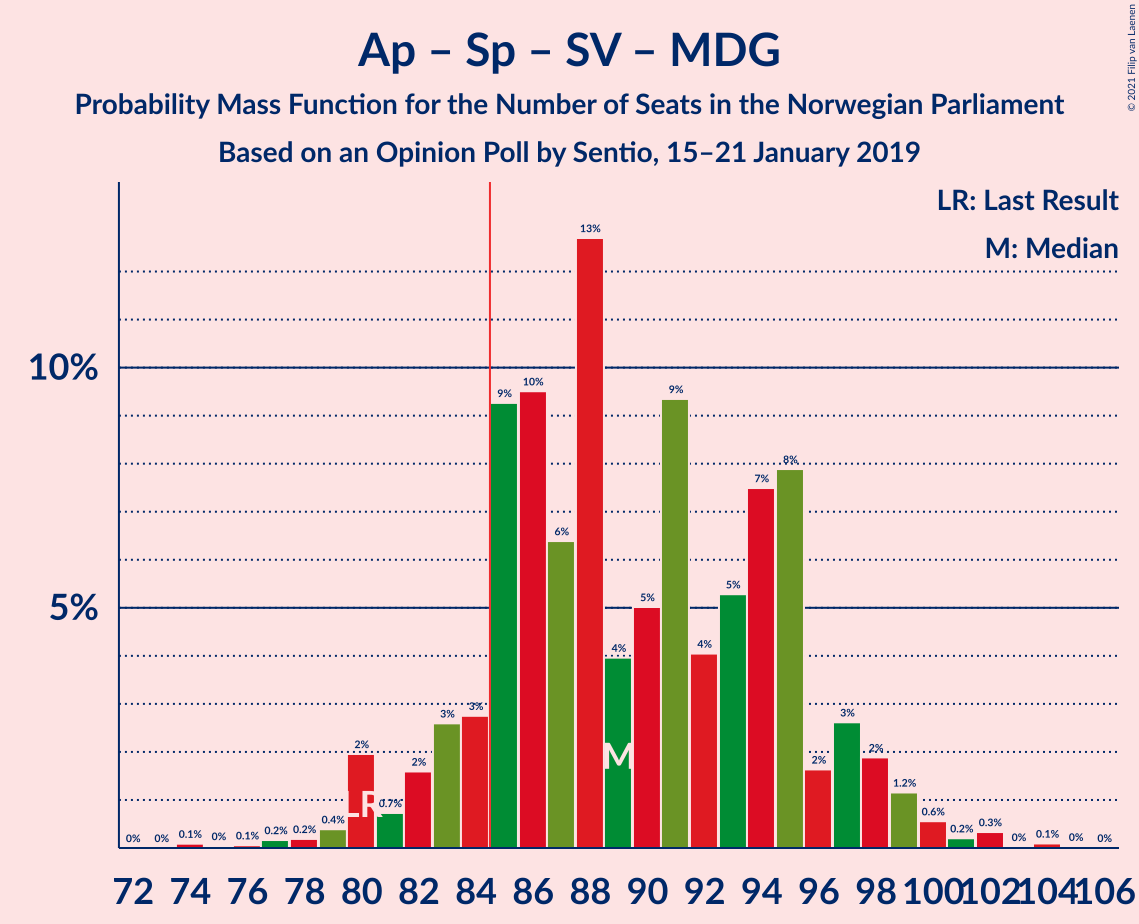 Ap – Sp – SV – MDG
Probability Mass Function for the Number of Seats in the Norwegian Parliament
Based on an Opinion Poll by Sentio, 15–21 January 2019
© 2021 Filip van Laenen
LR: Last Result
M: Median
10%
5%
0% 0% 0.1% 0% 0.1% 0.2% 0.2% 0.4% 2% 0.7% 2% 3% 3% 9% 10% 6% 13% 4% 5% 9% 4% 5% 7% 8% 2% 3% 2% 1.2% 0.6% 0.2% 0.3% 0% 0.1% 0% 0%
LR
M
72 74 76 78 80 82 84 86 88 90 92 94 96 98 100 102 104 106